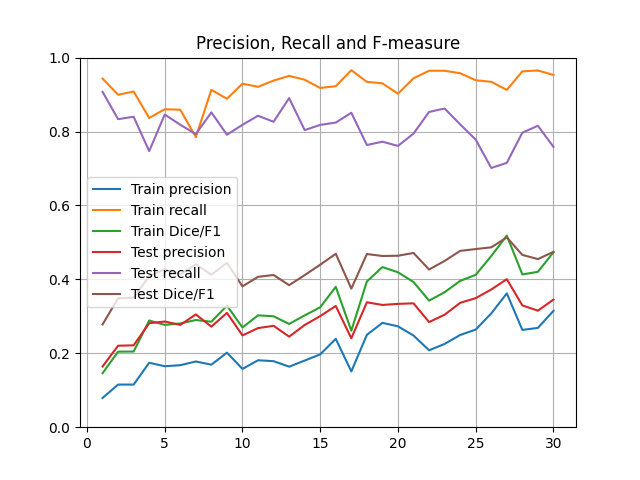 Precision, Recall and F-measure
1.0
0.8
0.6
0.4
0.2
0.0
Train precision
Train recall
Train Dice/F1
Test precision
Test recall
Test Dice/F1
0 5 10 15 20 25 30